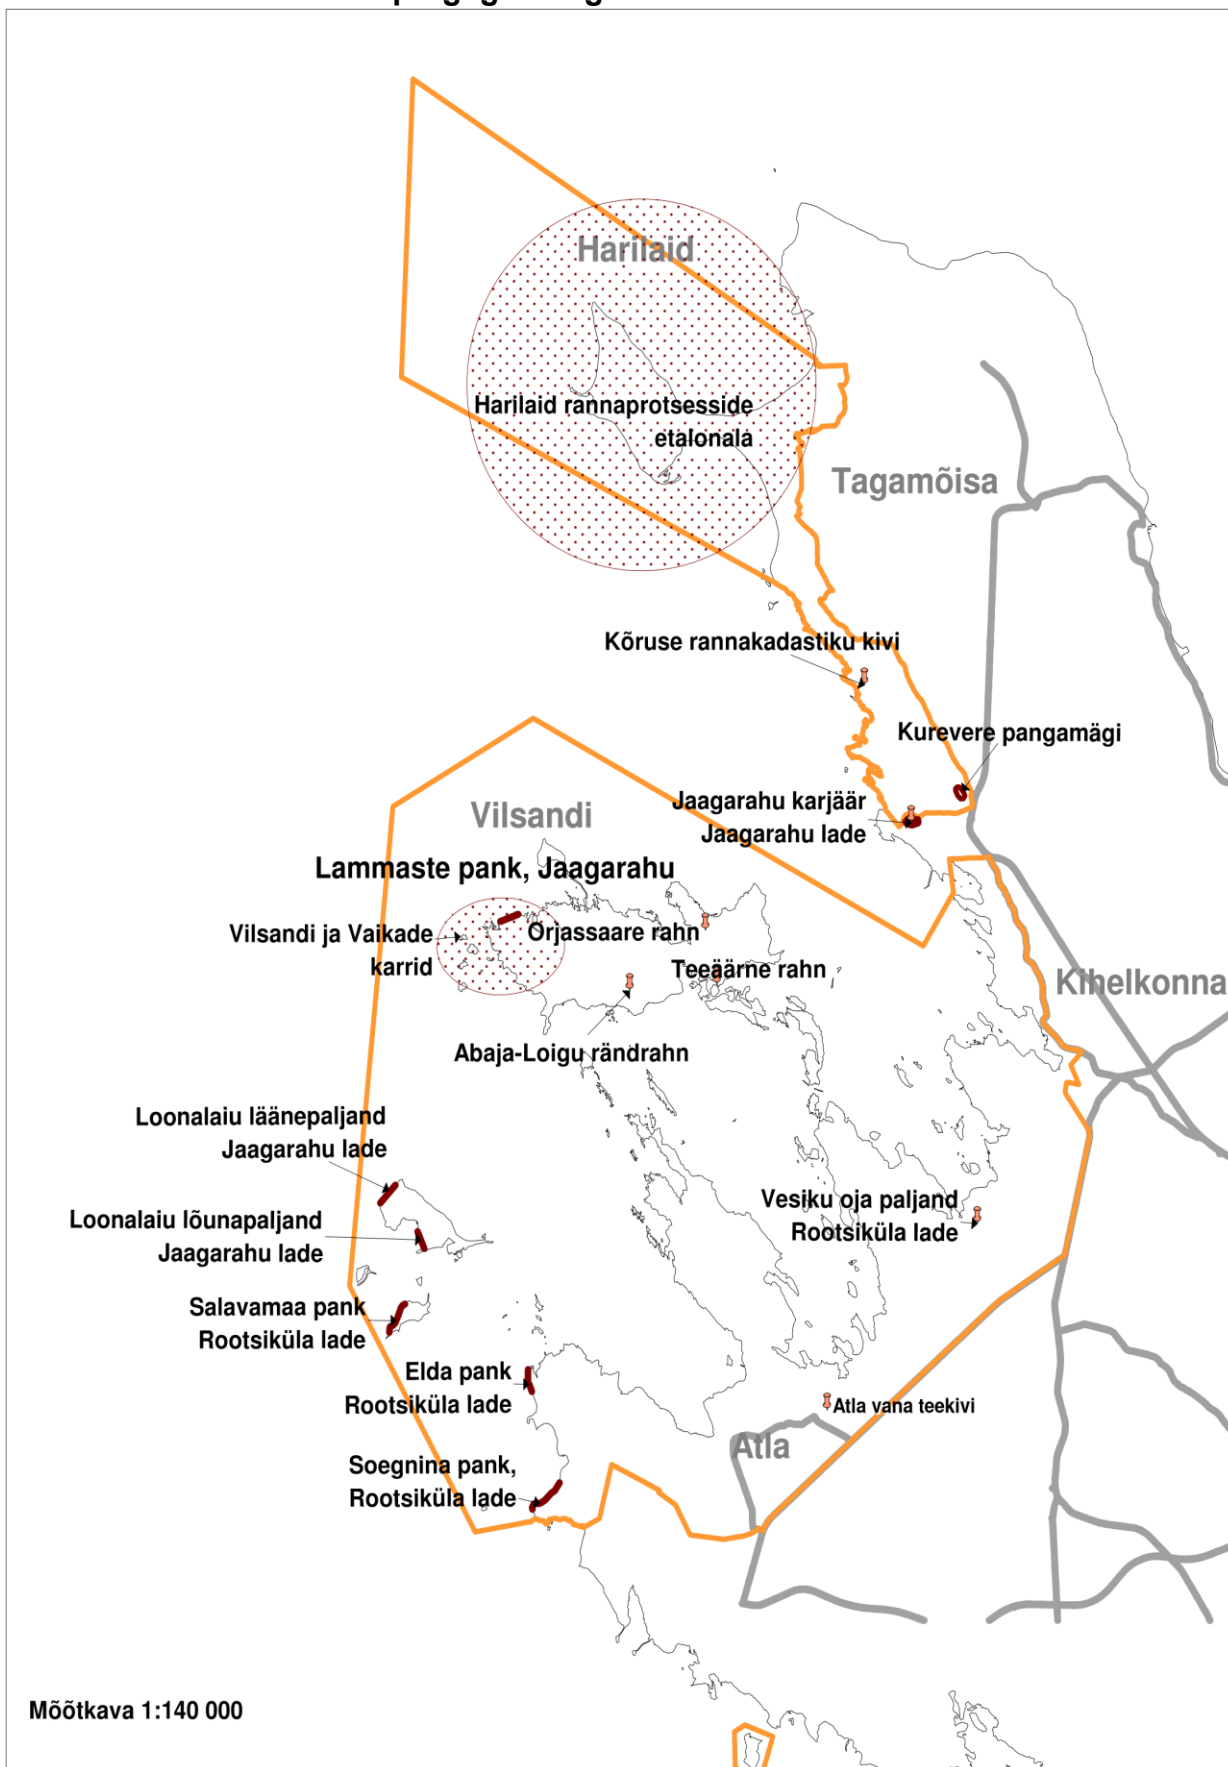 Harilaid
Harilaid rannaprotsesside
etalonala
Tagamõisa
Kõruse rannakadastiku kivi
Kurevere pangamägi
Jaagarahu karjäär
Jaagarahu lade
Vilsandi
Lammaste pank, Jaagarahu
Vilsandi ja Vaikade
karrid
Orjassaare rahn
Teeäärne rahn
Kihelkonna
Abaja-Loigu rändrahn
Loonalaiu läänepaljand
Jaagarahu lade
Vesiku oja paljand
Rootsiküla lade
Loonalaiu lõunapaljand
Jaagarahu lade
Salavamaa pank
Rootsiküla lade
Elda pank
Rootsiküla lade
Atla vana teekivi
Atla
Soegnina pank,
Rootsiküla lade
Mõõtkava 1:140 000